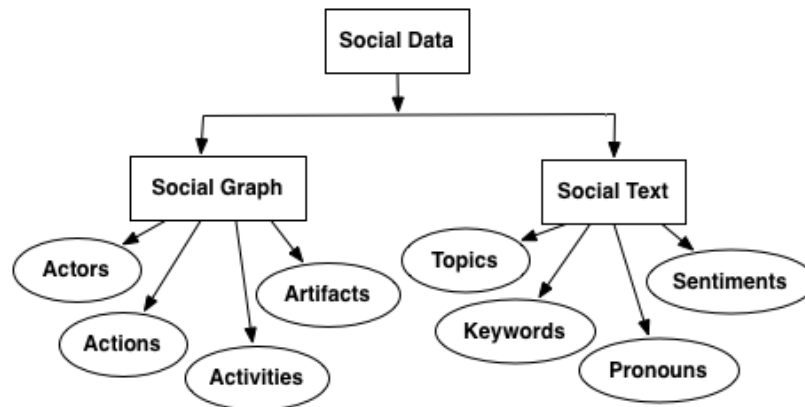 Social Data
Social Graph
Social Text
Actors
Artifacts
Actions
Activities
Topics
Sentiments
Keywords
Pronouns